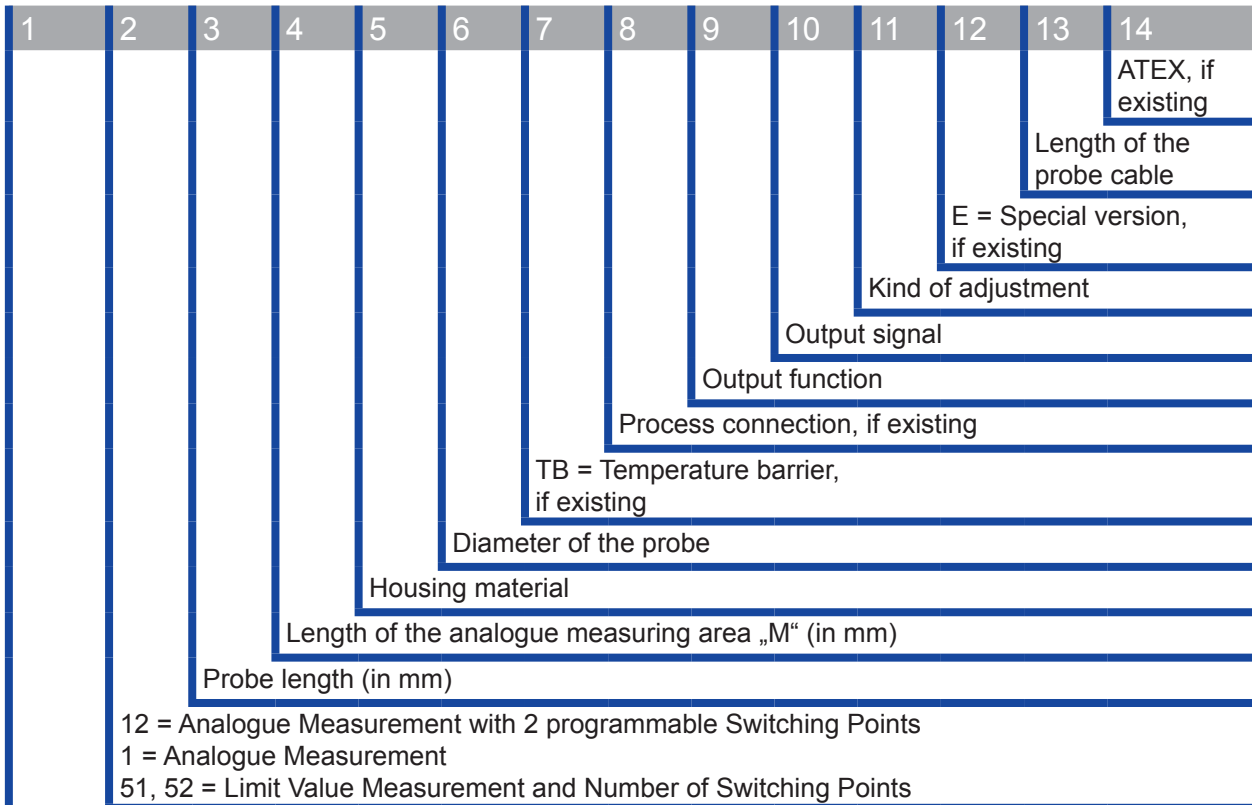 1 2 3 4 5 6 7 8 9 10 11 12 13 14
ATEX, if
existing
Length of the
probe cable
E = Special version,
if existing
Kind of adjustment
Output signal
Output function
Process connection, if existing
TB = Temperature barrier,
if existing
Diameter of the probe
Housing material
Length of the analogue measuring area „M“ (in mm)
Probe length (in mm)
12 = Analogue Measurement with 2 programmable Switching Points
1 = Analogue Measurement
51, 52 = Limit Value Measurement and Number of Switching Points